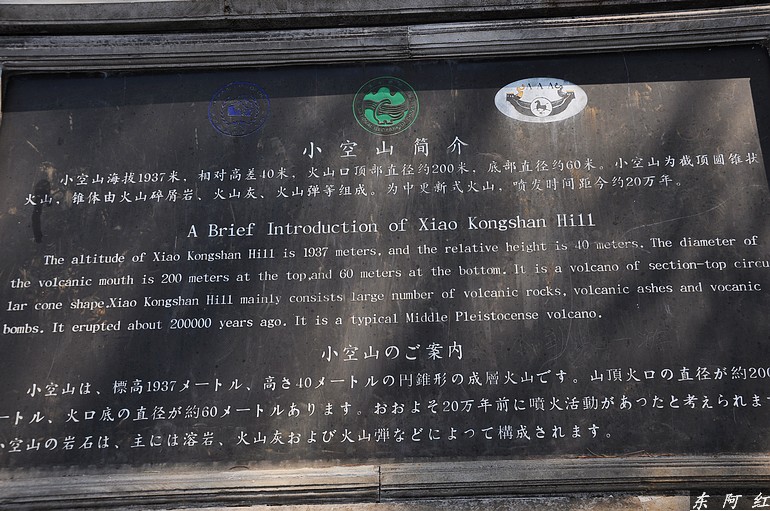 AAAA
小空山简介
小空山海拔1937米，相对高差40米，火山口顶部直径约200米，底部直径约60米。小空山为截顶圆锥状
火山，锥体由火山碎屑岩、火山灰、火山弹等组成。为中更新式火山，喷发时间距今约20万年。
A Brief Introduction of Xiao Kongshan Hill
The altitude of Xiao Kongshan Hill is 1937 meters, and the relative height is 40 meters. The diameter of
the volcanic mouth is 200 meters at the top,and 60 meters at the bottom. It is a volcano of section-top circu
lar cone shape.Xiao Kongshan Hill mainly consists large number of volcanic rocks, volcanic ashes and vocanic
bombs. It erupted about 200000 years ago. It is a typical Middle Pleistocense volcano.
小空山のご案内
小空山は、標高1937メートル、高さ40メートルの円錐形の成層火山です。山頂火口の直径が約200
ートル、火口底の直径が約60メートルあります。おおよそ20万年前に噴火活動があったと考えられます
小空山の岩石は、主には溶岩、火山灰および火山弾などによって構成されます。
东阿红